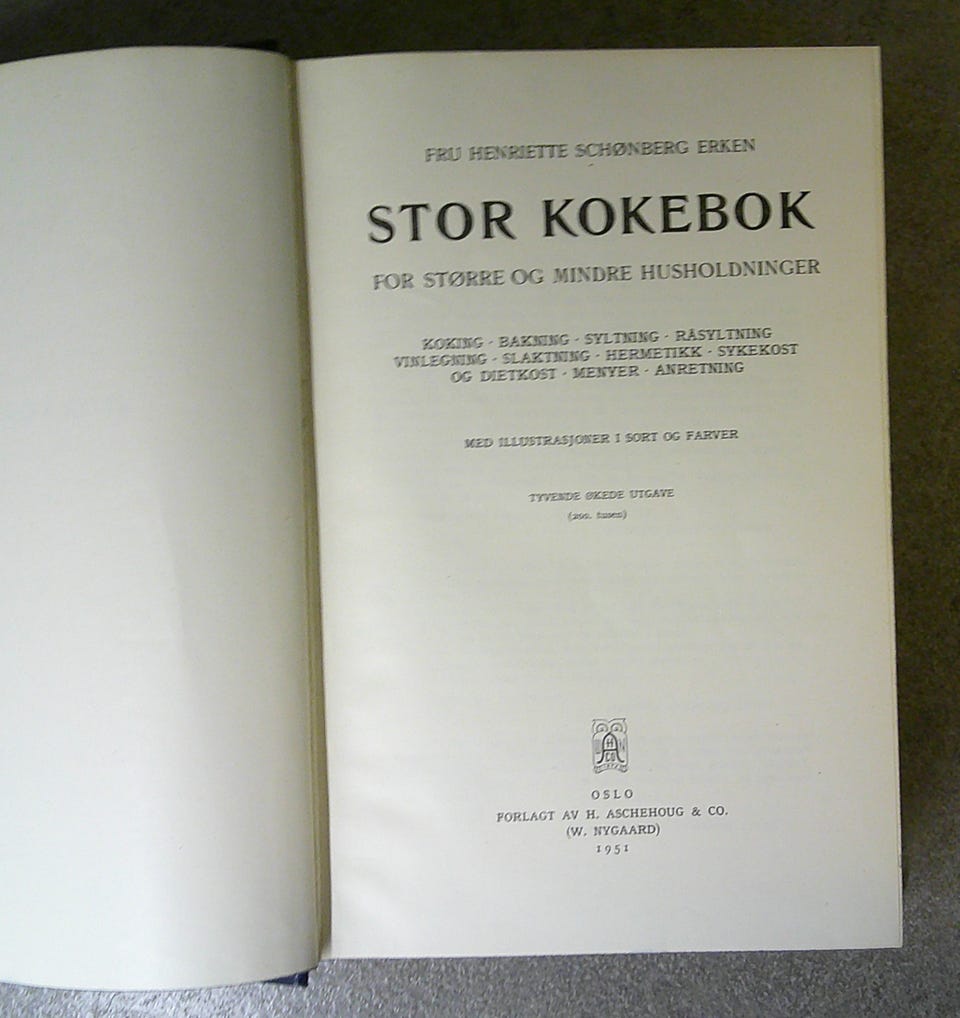 FRU HENRIETTE SCHØNBERG ERKEN
STOR KOKEBOK
FOR STØRRE OG MINDRE HUSHOLDNINGER
KOKING · BAKNING · SYLTNING · RÅSYLTNING
VINLEGNING · SLAKTNING · HERMETIKK · SYKEKOST
OG DIETKOST · MENYER · ANRETNING
MED ILLUSTRASJONER I SORT OG FARVER
TYVENDE ØKEDE UTGAVE
(200. tusen)
OSLO
FORLAGT AV H. ASCHEHOUG & CO.
(W. NYGAARD)
1951